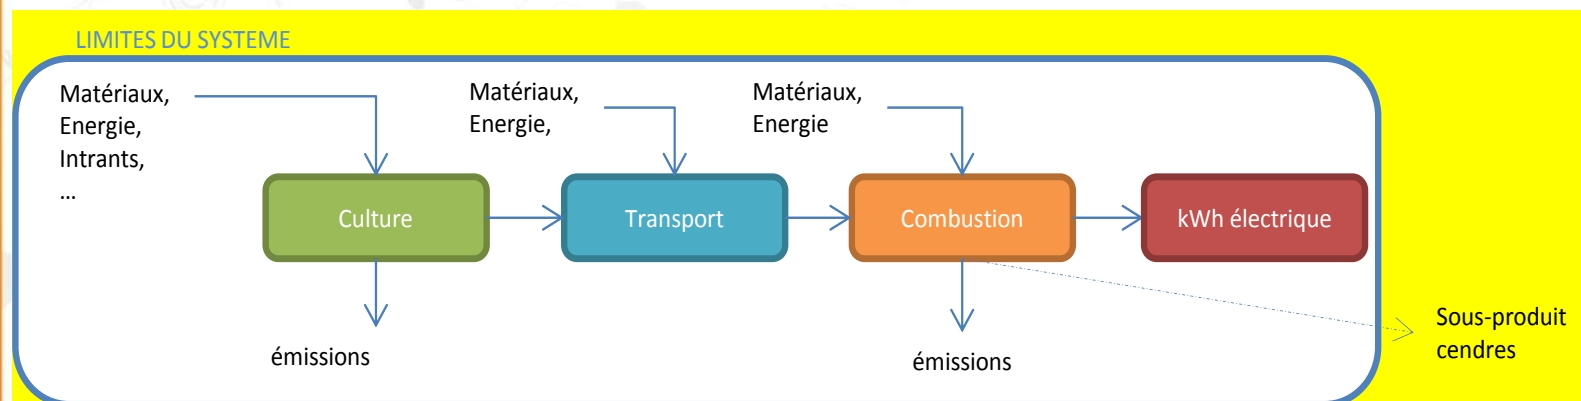 LIMITES DU SYSTEME
Matériaux,
Energie,
Intrants,
...
Matériaux,
Energie,
Matériaux,
Energie
Culture
Transport
Combustion
kWh électrique
émissions
émissions
Sous-produit
cendres